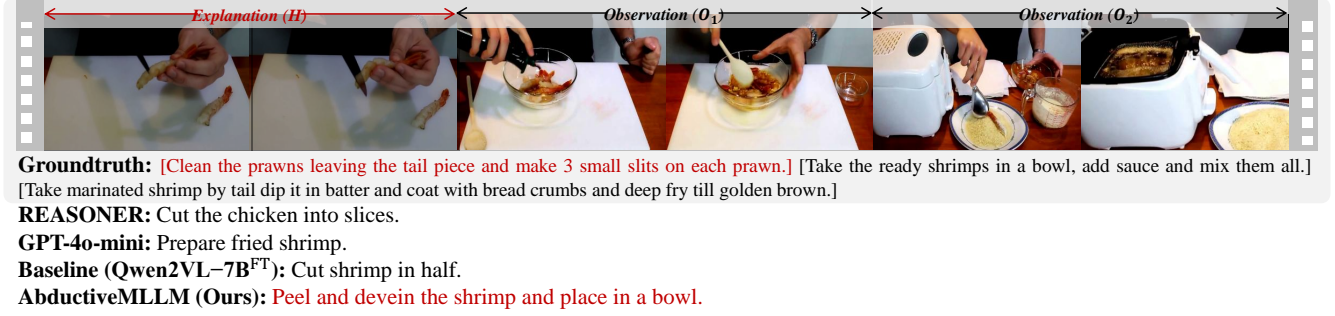 Explanation (H) Observation (O₁) Observation (O₂)
Groundtruth: [Clean the prawns leaving the tail piece and make 3 small slits on each prawn.] [Take the ready shrimps in a bowl, add sauce and mix them all.]
[Take marinated shrimp by tail dip it in batter and coat with bread crumbs and deep fry till golden brown.]
REASONER: Cut the chicken into slices.
GPT-4o-mini: Prepare fried shrimp.
Baseline (Qwen2VL−7B^FT): Cut shrimp in half.
AbductiveMLLM (Ours): Peel and devein the shrimp and place in a bowl.